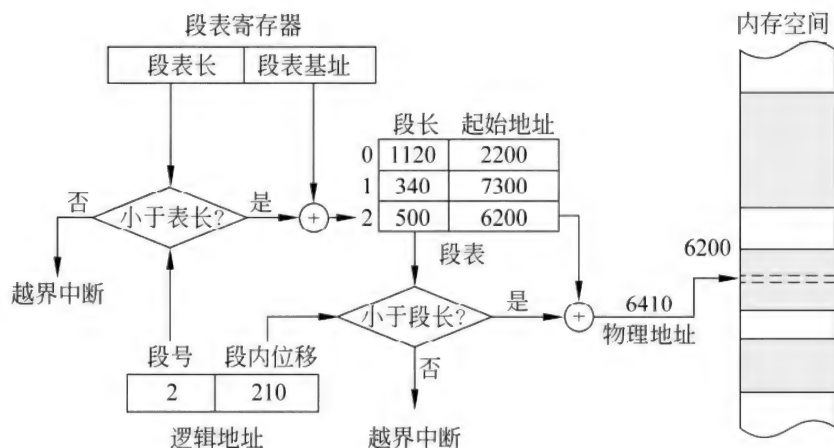 段表寄存器
内存空间
段表长 段表基址
段长 起始地址
0 1120 2200
1 340 7300
2 500 6200
否
小于表长?
是
+
段表
6200
越界中断
小于段长?
是
+
6410
物理地址
段号 段内位移
2 210
否
逻辑地址
越界中断